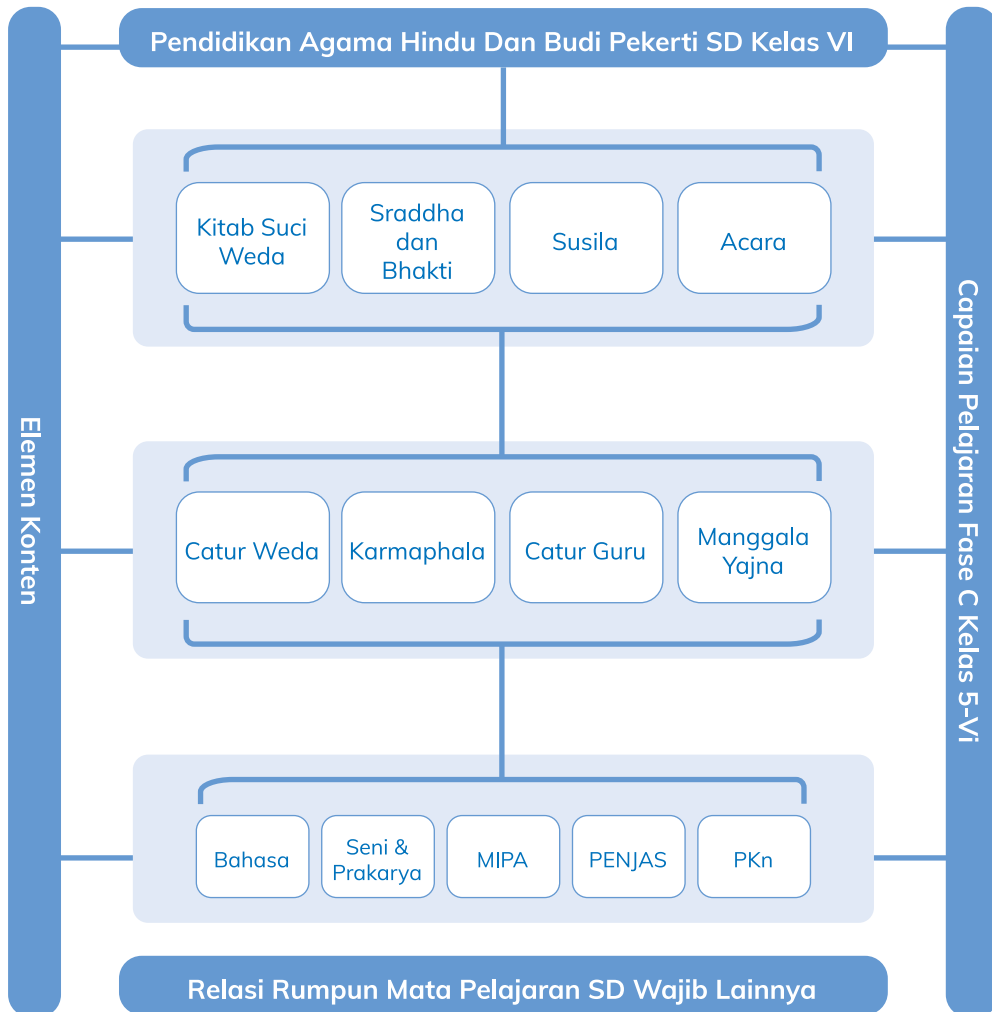 Pendidikan Agama Hindu Dan Budi Pekerti SD Kelas VI
Elemen Konten
Kitab Suci
Weda
Sraddha
dan
Bhakti
Susila
Acara
Catur Weda
Karmaphala
Catur Guru
Manggala
Yajna
Bahasa
Seni &
Prakarya
MIPA
PENJAS
PKn
Capaian Pelajaran Fase C Kelas 5-Vi
Relasi Rumpun Mata Pelajaran SD Wajib Lainnya